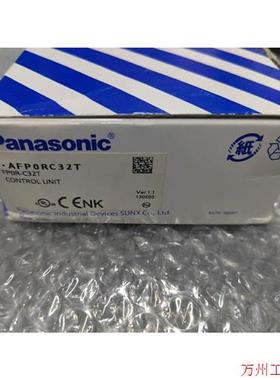 Panasonic
AFP0RC32T
FP0R-C32T
CONTROL UNIT
Ver.1.1
CE NK
紙
Panasonic Industrial Devices SUNX Co., Ltd.
万州工